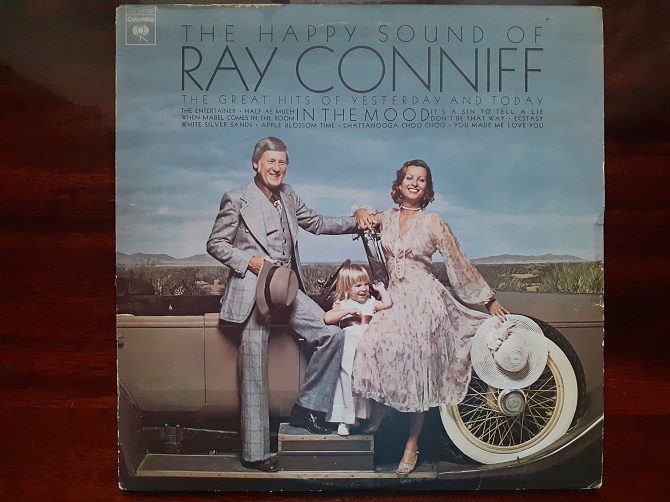 Columbia
THE HAPPY SOUND OF
RAY CONNIFF
THE GREAT HITS OF YESTERDAY AND TODAY
THE ENTERTAINER • HALF AS MUCH
WHEN MABEL COMES IN THE ROOM
IN THE MOOD
IT'S A SIN TO TELL A LIE
DON'T BE THAT WAY • ECSTASY
WHITE SILVER SANDS • APPLE BLOSSOM TIME • CHATTANOOGA CHOO CHOO • YOU MADE ME LOVE YOU